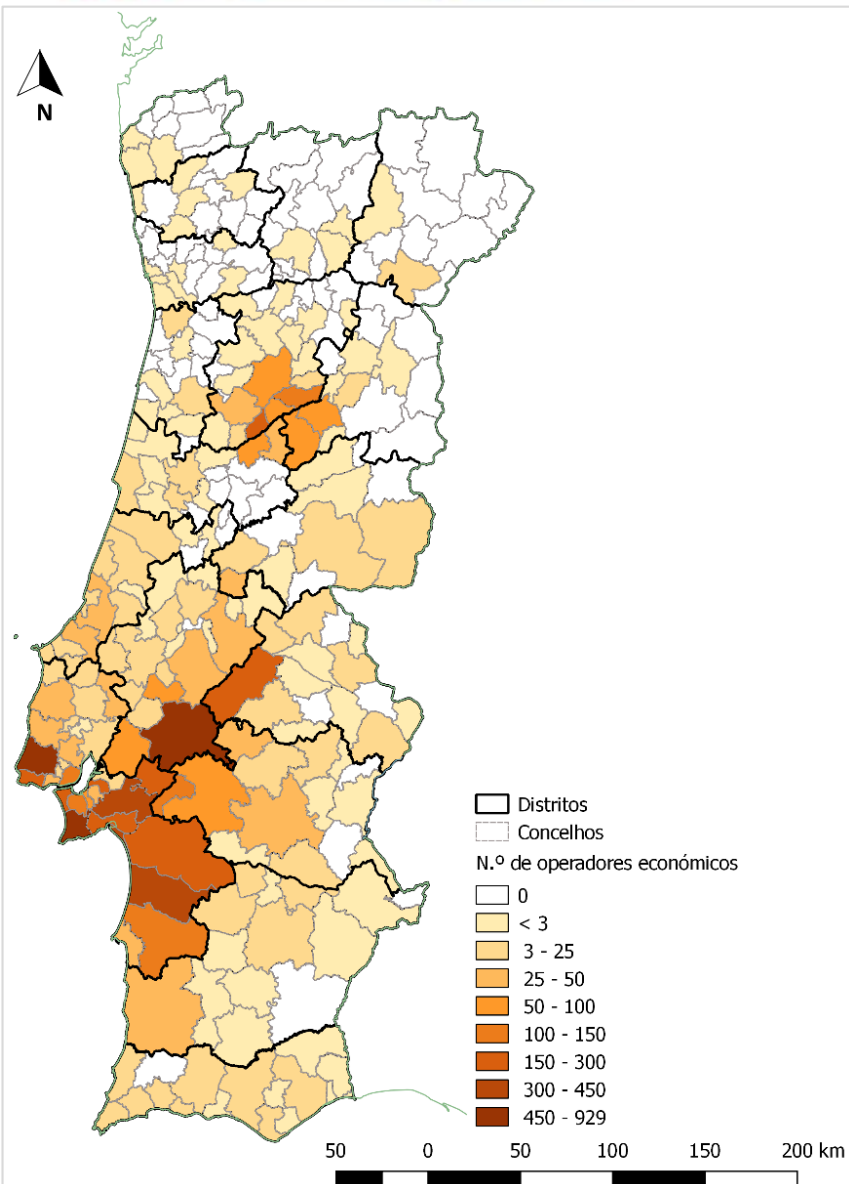 N
Distritos
Concelhos
N.º de operadores económicos
0
< 3
3 - 25
25 - 50
50 - 100
100 - 150
150 - 300
300 - 450
450 - 929
50 0 50 100 150 200 km